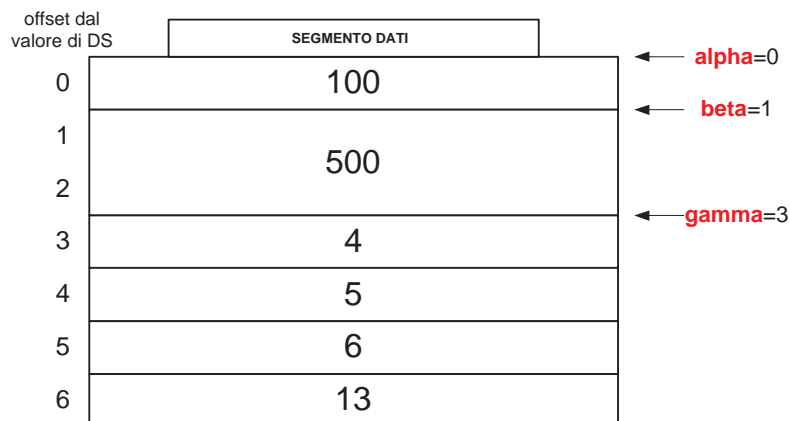 offset dal
valore di DS
SEGMENTO DATI
alpha=0
0
100
beta=1
1
500
2
gamma=3
3
4
4
5
5
6
6
13